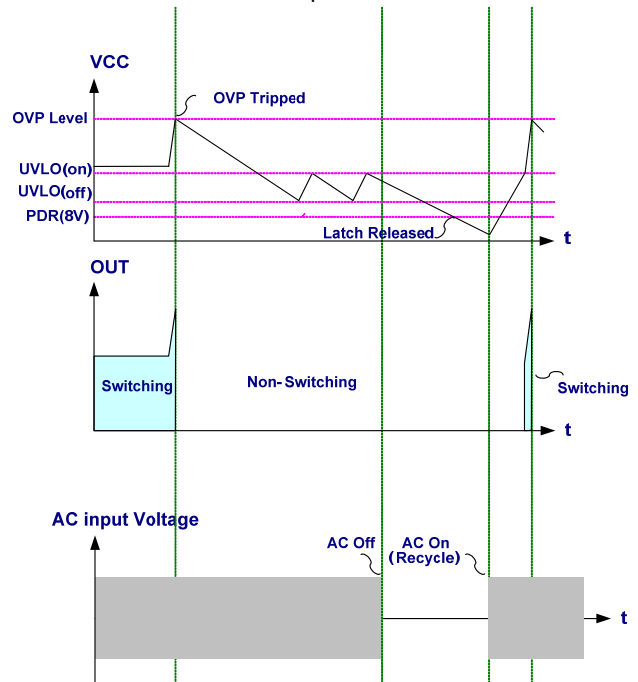 VCC
OVP Tripped
OVP Level
UVLO(on)
UVLO(off)
PDR(8V)
Latch Released
t
OUT
Switching
Non-Switching
Switching
t
AC input Voltage
AC Off
AC On
(Recycle)
t